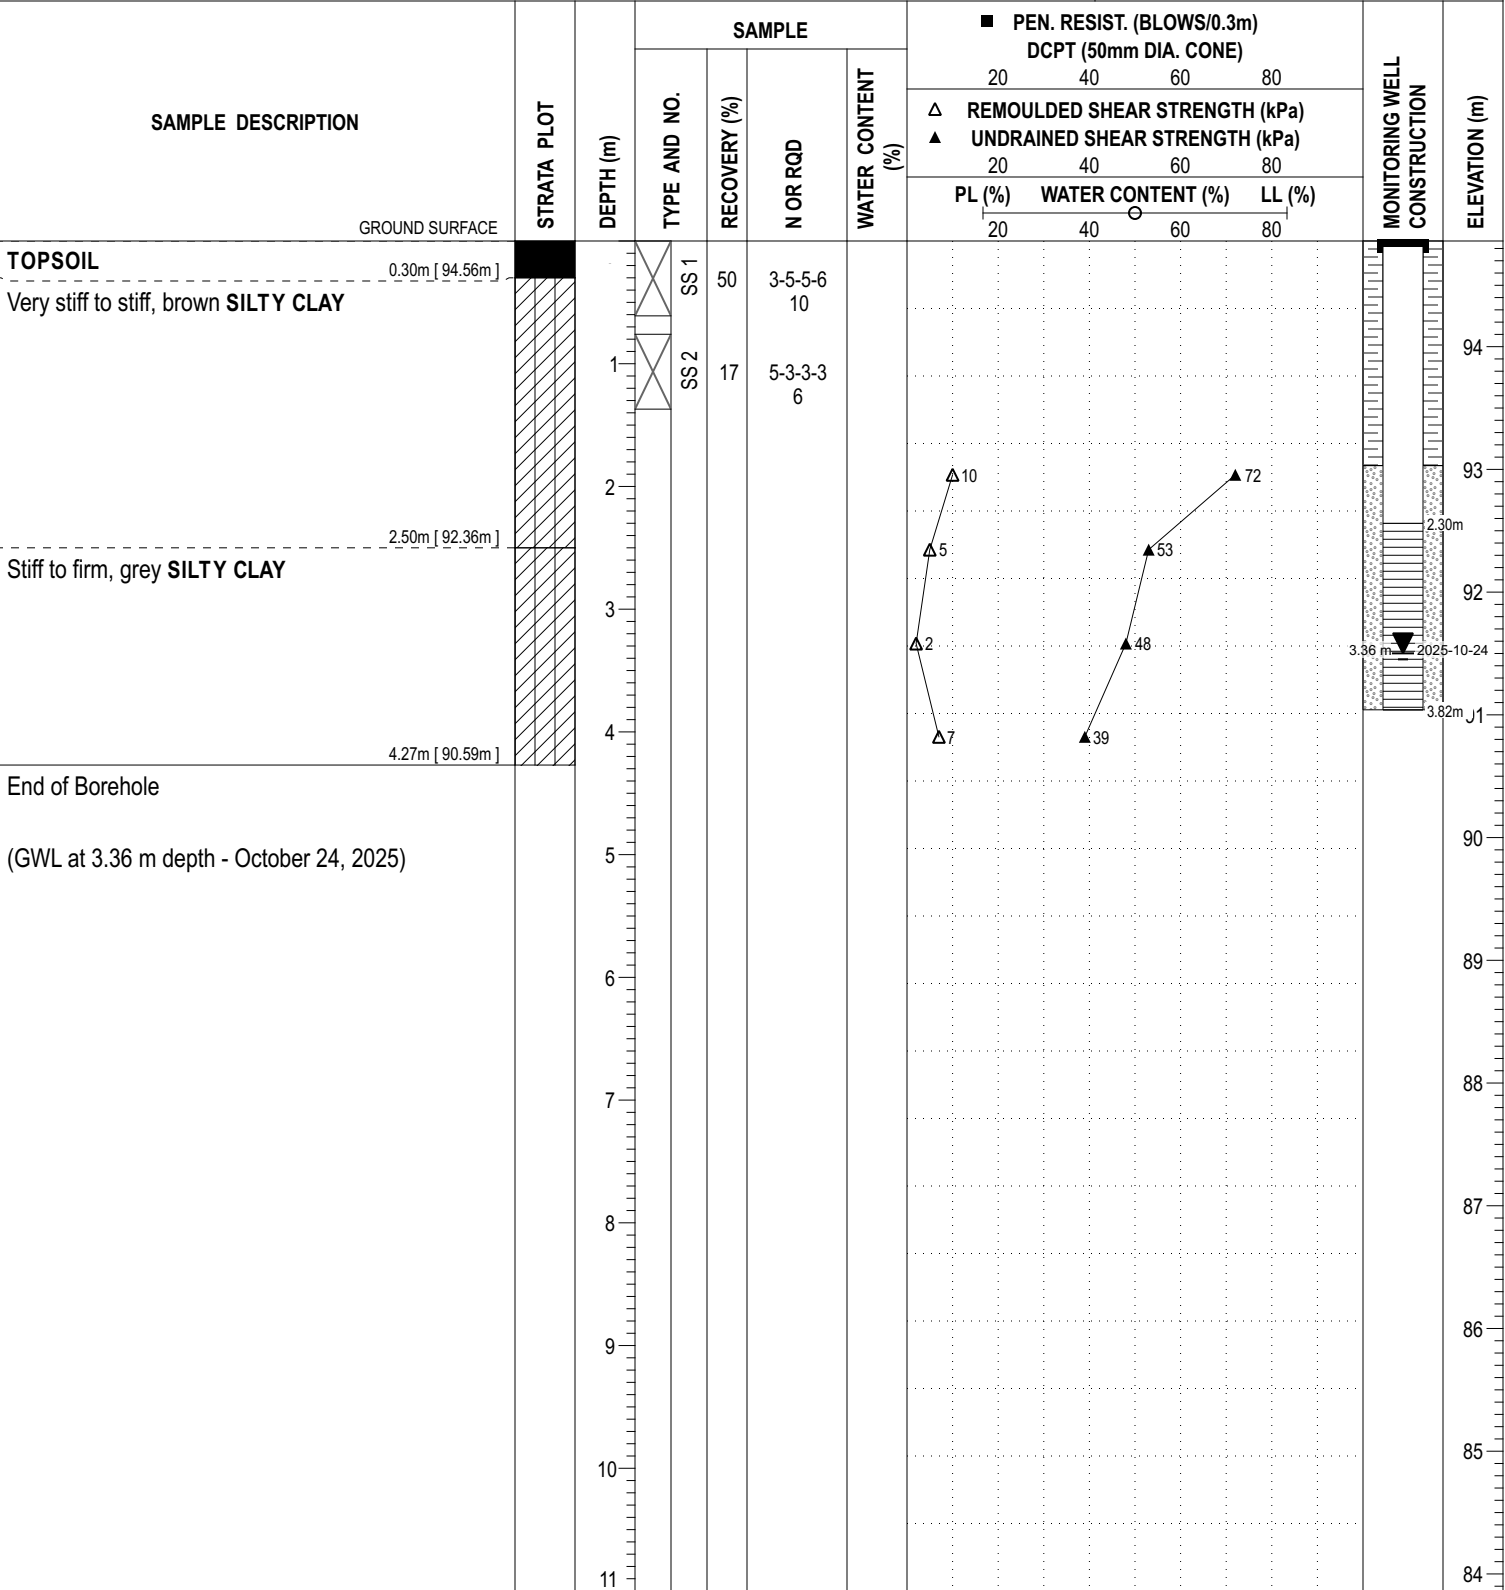 SAMPLE DESCRIPTION
GROUND SURFACE
STRATA PLOT
DEPTH (m)
SAMPLE
TYPE AND NO.
RECOVERY (%)
N OR RQD
WATER CONTENT
(%)
■ PEN. RESIST. (BLOWS/0.3m)
DCPT (50mm DIA. CONE)
20 40 60 80
△ REMOULDED SHEAR STRENGTH (kPa)
▲ UNDRAINED SHEAR STRENGTH (kPa)
20 40 60 80
PL (%) WATER CONTENT (%) LL (%)
20 40 60 80
MONITORING WELL
CONSTRUCTION
ELEVATION (m)
TOPSOIL
0.30m [ 94.56m ]
Very stiff to stiff, brown SILTY CLAY
2.50m [ 92.36m ]
Stiff to firm, grey SILTY CLAY
4.27m [ 90.59m ]
End of Borehole
(GWL at 3.36 m depth - October 24, 2025)
1
2
3
4
5
6
7
8
9
10
11
SS 1
50
3-5-5-6
10
SS 2
17
5-3-3-3
6
10
72
5
53
2
48
7
39
2.30m
3.36 m
2025-10-24
3.82m
94
93
92
90
89
88
87
86
85
84